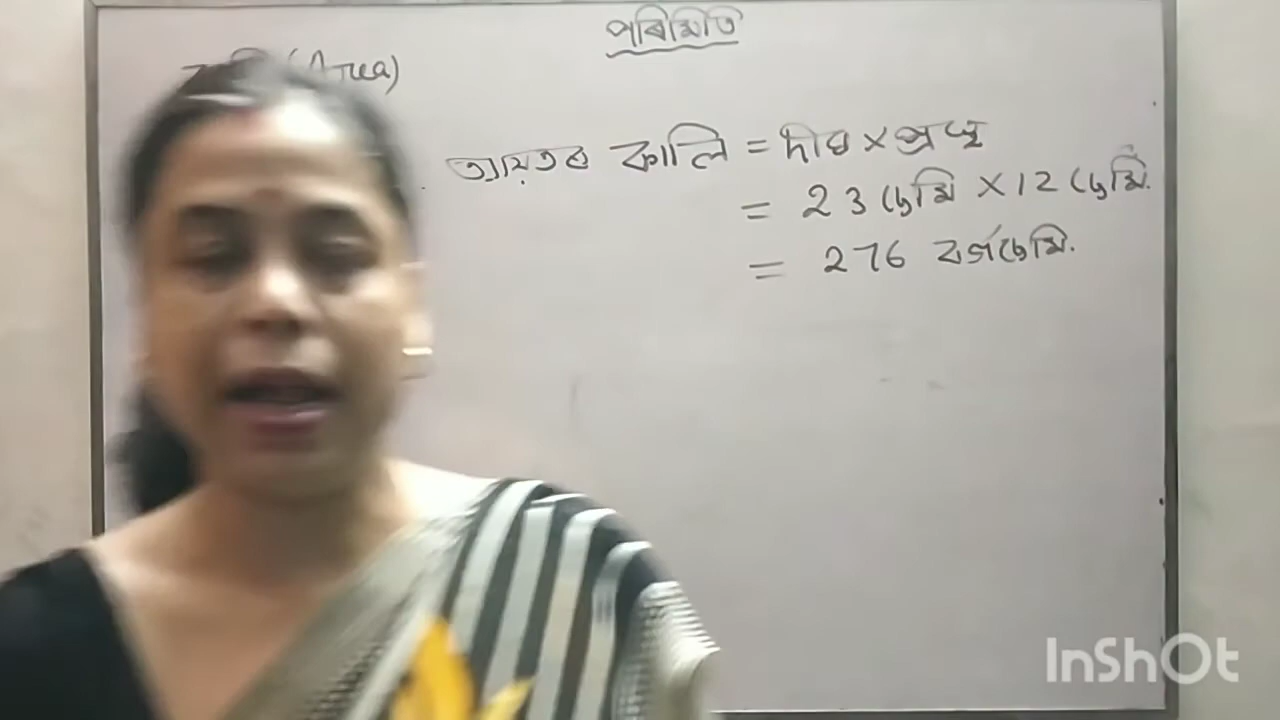 পৰিমিতি
(Area)
আয়তৰ কালি = দীঘ × প্ৰস্থ
= 23 চেমি × 12 চেমি.
= 276 বৰ্গচেমি.
InShOt